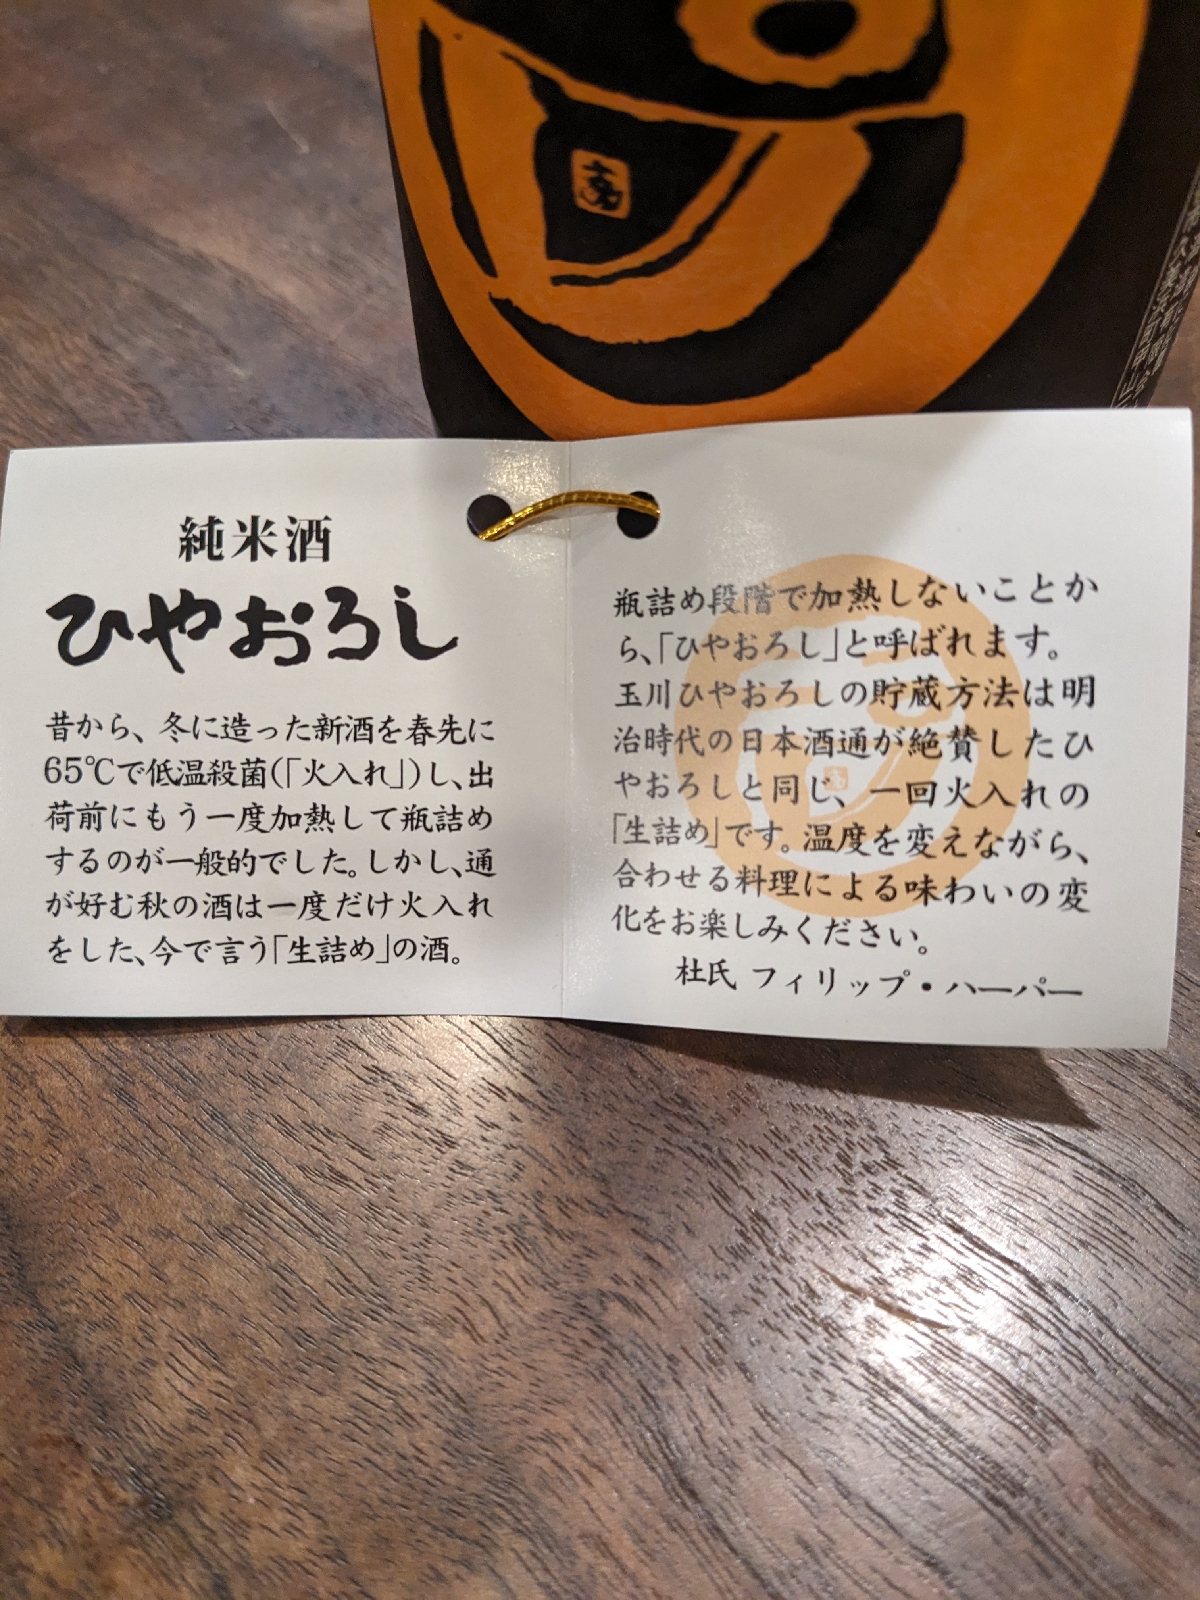 純米酒
ひやおろし
昔から、冬に造った新酒を春先に
65℃で低温殺菌(「火入れ」)し、出
荷前にもう一度加熱して瓶詰め
するのが一般的でした。しかし、通
が好む秋の酒は一度だけ火入れ
をした、今で言う「生詰め」の酒。
瓶詰め段階で加熱しないことか
ら、「ひやおろし」と呼ばれます。
玉川ひやおろしの貯蔵方法は明
治時代の日本酒通が絶賛したひ
やおろしと同じ、一回火入れの
「生詰め」です。温度を変えながら、
合わせる料理による味わいの変
化をお楽しみください。
杜氏 フィリップ・ハーパー